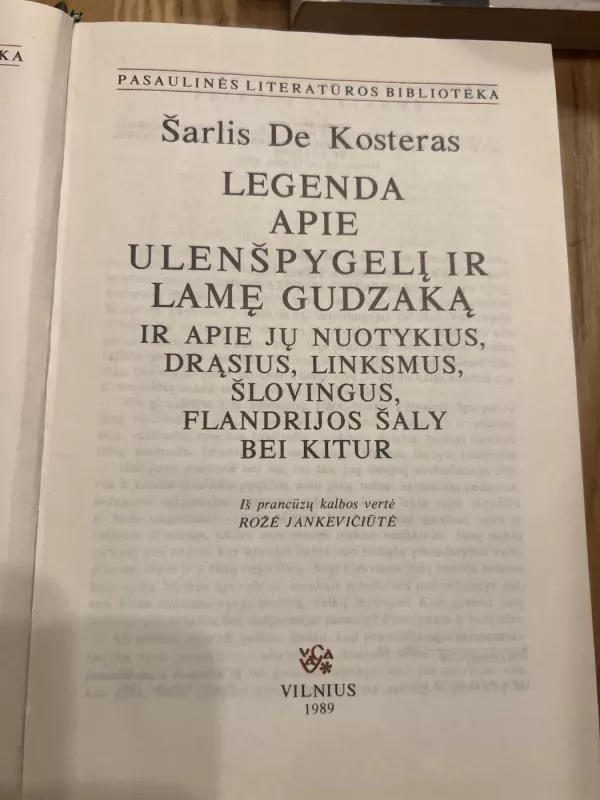 KA
PASAULINĖS LITERATŪROS BIBLIOTEKA
Šarlis De Kosteras
LEGENDA
APIE
ULENŠPYGELĮ IR
LAMĘ GUDZAKĄ
IR APIE JŲ NUOTYKIUS,
DRĄSIUS, LINKSMUS,
ŠLOVINGUS,
FLANDRIJOS ŠALY
BEI KITUR
Iš prancūzų kalbos vertė
ROŽĖ JANKEVIČIŪTĖ
VILNIUS
1989